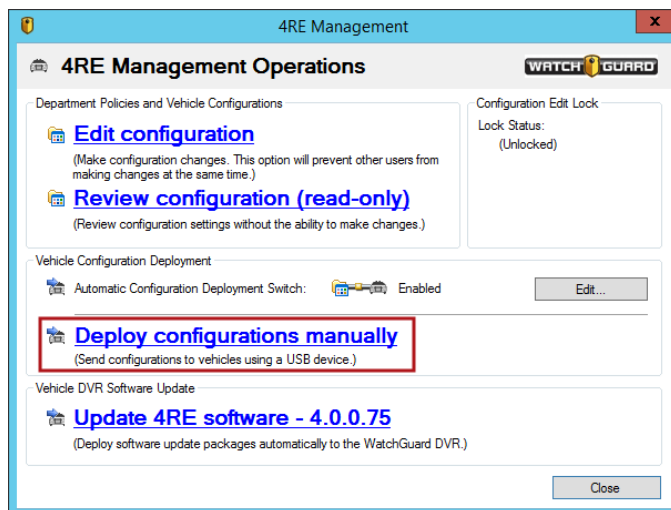 4RE Management
x
4RE Management Operations
WATCH GUARD
Department Policies and Vehicle Configurations
Edit configuration
(Make configuration changes. This option will prevent other users from
making changes at the same time.)
Review configuration (read-only)
(Review configuration settings without the ability to make changes.)
Configuration Edit Lock
Lock Status:
(Unlocked)
Vehicle Configuration Deployment
Automatic Configuration Deployment Switch: Enabled
Edit...
Deploy configurations manually
(Send configurations to vehicles using a USB device.)
Vehicle DVR Software Update
Update 4RE software - 4.0.0.75
(Deploy software update packages automatically to the WatchGuard DVR.)
Close